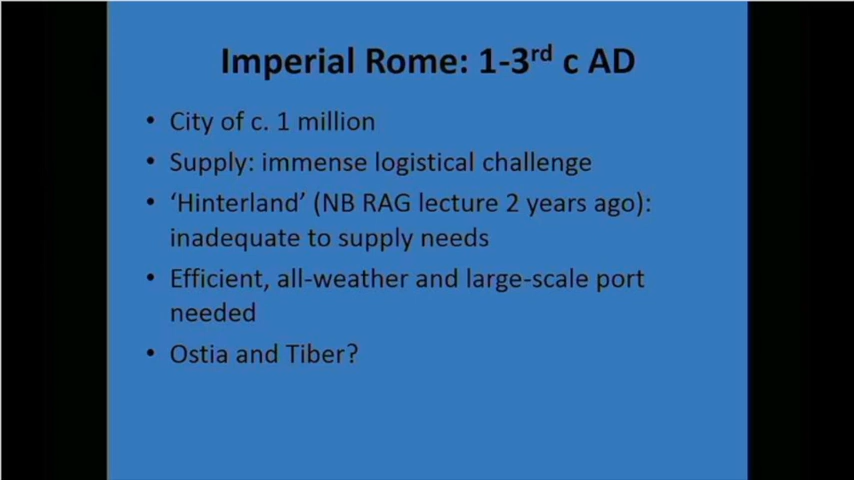 Imperial Rome: 1-3rd c AD
• City of c. 1 million
• Supply: immense logistical challenge
• ‘Hinterland’ (NB RAG lecture 2 years ago):
inadequate to supply needs
• Efficient, all-weather and large-scale port
needed
• Ostia and Tiber?